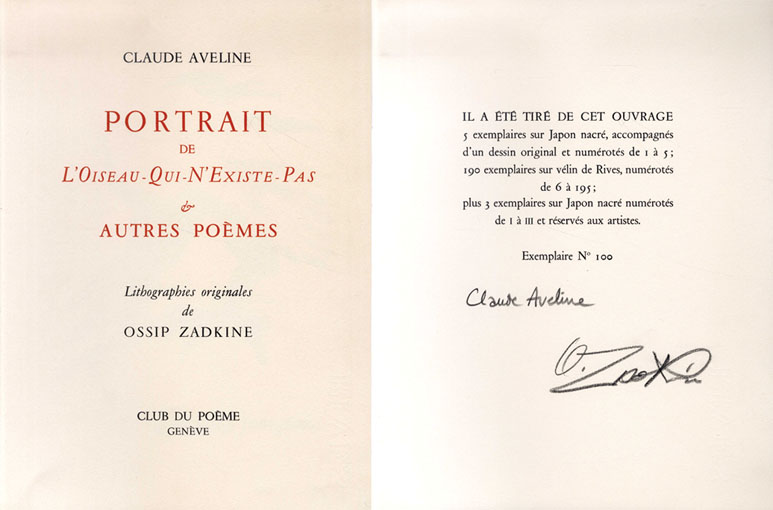 CLAUDE AVELINE
PORTRAIT
DE
L'OISEAU-QUI-N'EXISTE-PAS
&
AUTRES POÈMES
Lithographies originales
de
OSSIP ZADKINE
CLUB DU POÈME
GENÈVE
IL A ÉTÉ TIRÉ DE CET OUVRAGE
5 exemplaires sur Japon nacré, accompagnés
d'un dessin original et numérotés de 1 à 5;
190 exemplaires sur vélin de Rives, numérotés
de 6 à 195;
plus 3 exemplaires sur Japon nacré numérotés
de I à III et réservés aux artistes.
Exemplaire Nº 100
Claude Aveline
O. Zadkine